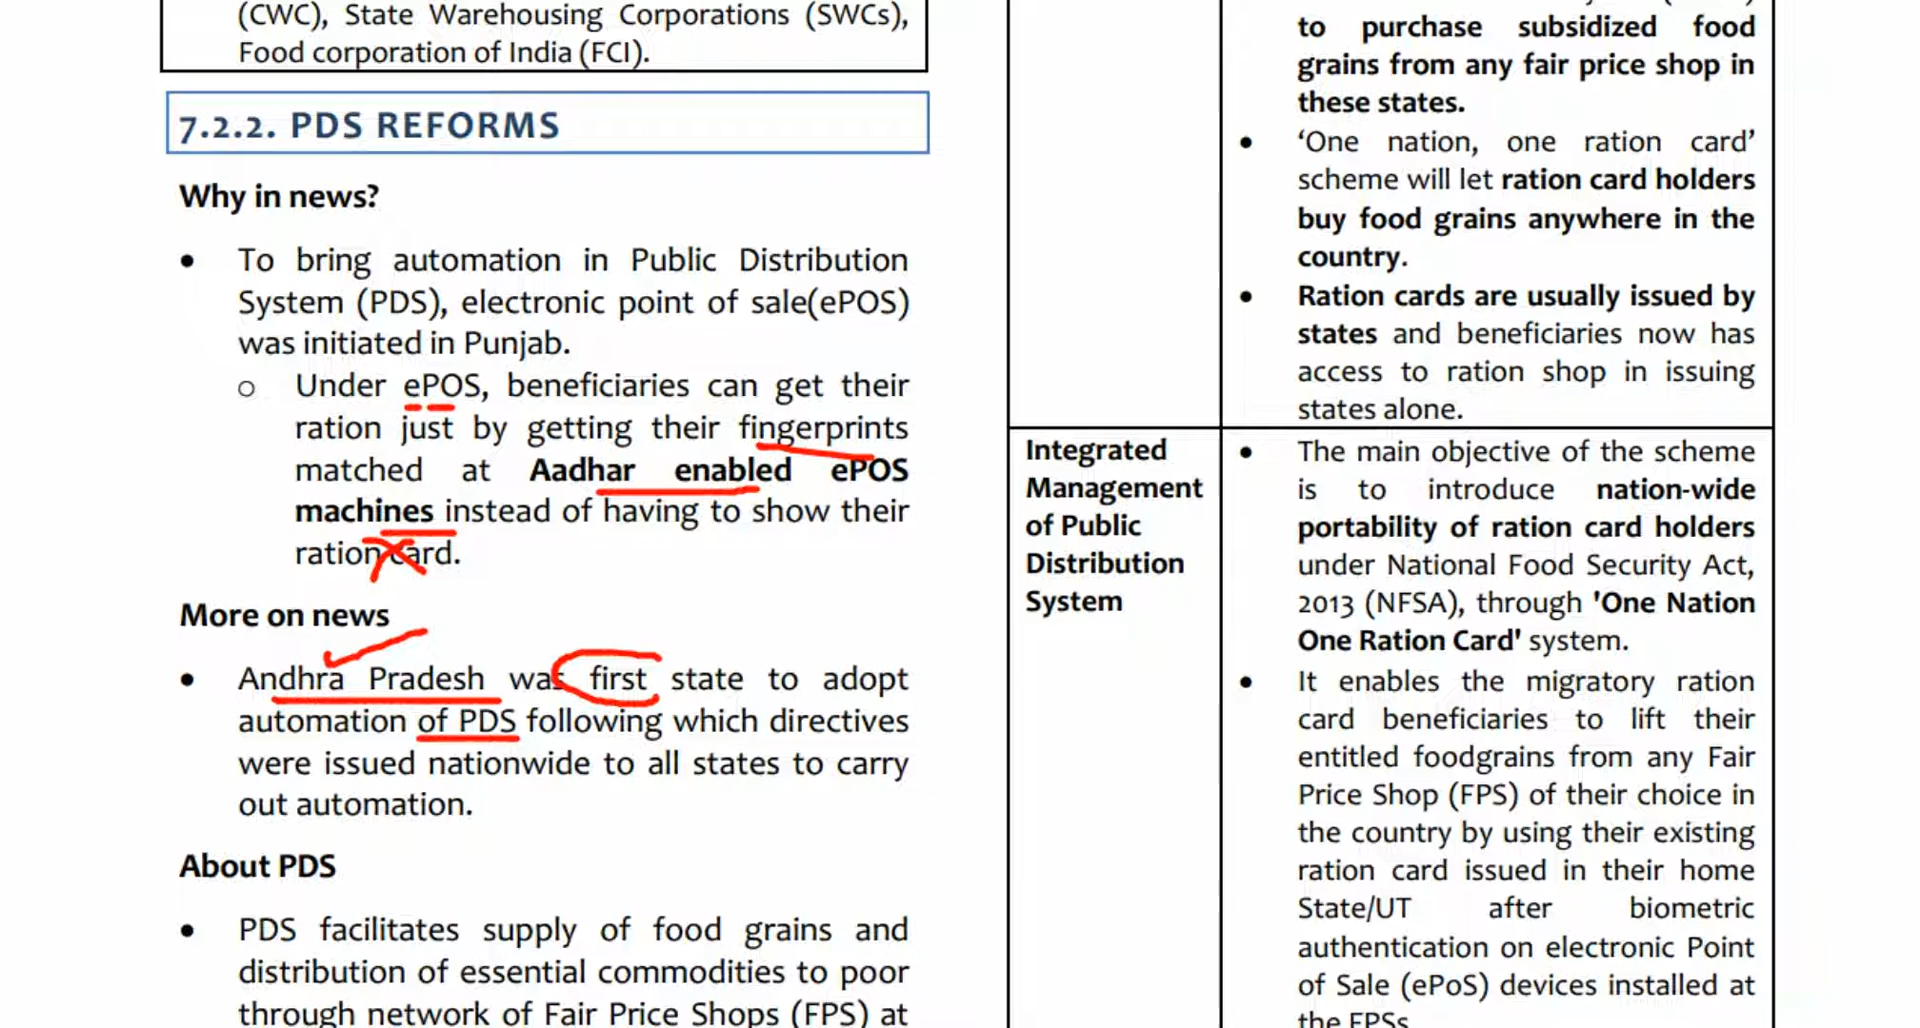 (CWC), State Warehousing Corporations (SWCs),
Food corporation of India (FCI).
7.2.2. PDS REFORMS
Why in news?
• To bring automation in Public Distribution
System (PDS), electronic point of sale(ePOS)
was initiated in Punjab.
o Under ePOS, beneficiaries can get their
ration just by getting their fingerprints
matched at Aadhar enabled ePOS
machines instead of having to show their
ration card.
More on news
• Andhra Pradesh was first state to adopt
automation of PDS following which directives
were issued nationwide to all states to carry
out automation.
About PDS
• PDS facilitates supply of food grains and
distribution of essential commodities to poor
through network of Fair Price Shops (FPS) at
to purchase subsidized food
grains from any fair price shop in
these states.
• ‘One nation, one ration card’
scheme will let ration card holders
buy food grains anywhere in the
country.
• Ration cards are usually issued by
states and beneficiaries now has
access to ration shop in issuing
states alone.
Integrated
Management
of Public
Distribution
System
• The main objective of the scheme
is to introduce nation-wide
portability of ration card holders
under National Food Security Act,
2013 (NFSA), through 'One Nation
One Ration Card' system.
• It enables the migratory ration
card beneficiaries to lift their
entitled foodgrains from any Fair
Price Shop (FPS) of their choice in
the country by using their existing
ration card issued in their home
State/UT after biometric
authentication on electronic Point
of Sale (ePoS) devices installed at
the FPSs.